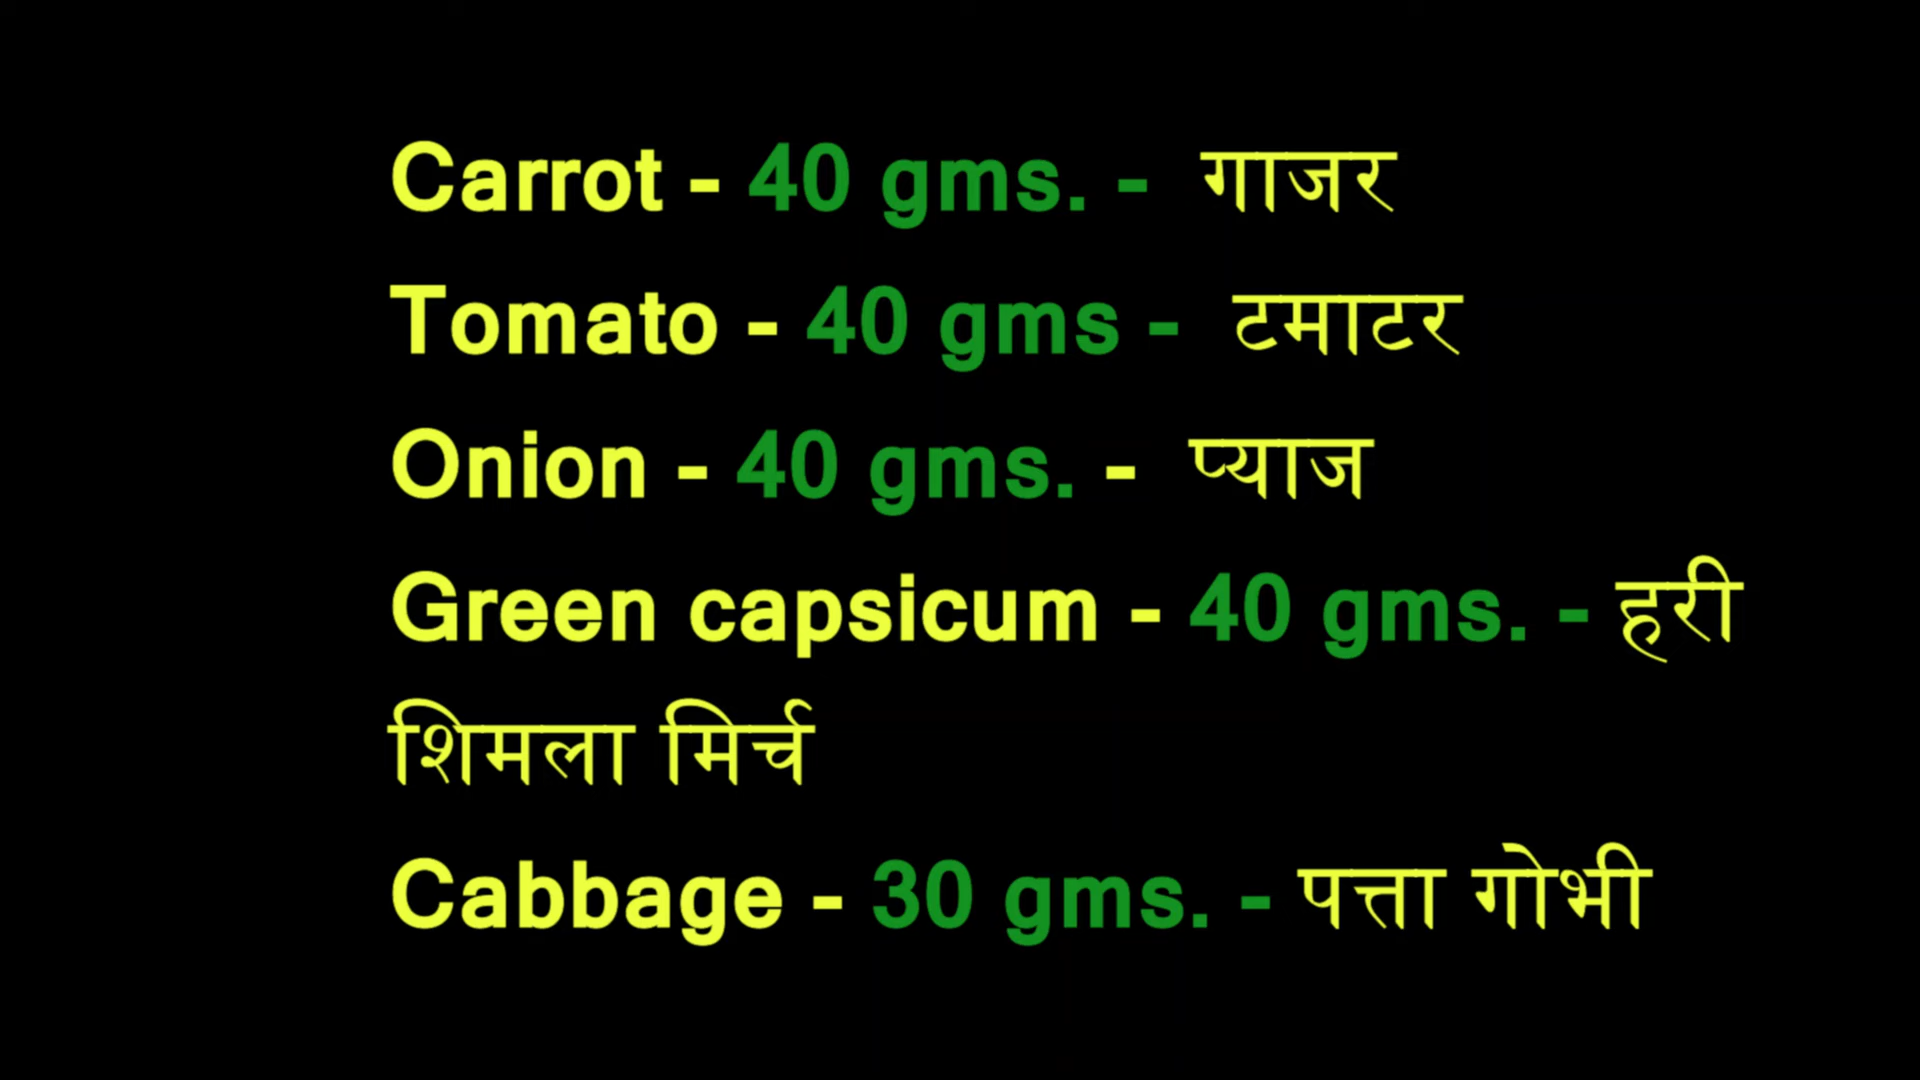 Carrot - 40 gms. - गाजर
Tomato - 40 gms - टमाटर
Onion - 40 gms. - प्याज
Green capsicum - 40 gms. - हरी
शिमला मिर्च
Cabbage - 30 gms. - पत्ता गोभी